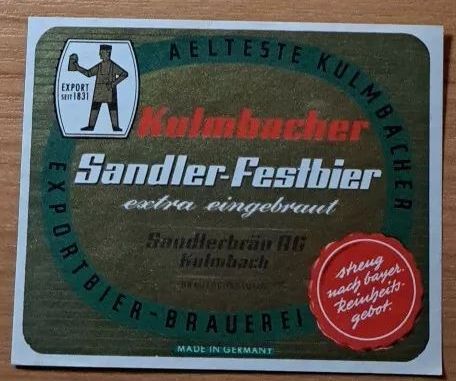 EXPORT
SEIT 1831
AELTESTE KULMBACHER
EXPORTBIER-BRAUEREI
Kulmbacher
Sandler-Festbier
extra eingebraut
Sandlerbräu AG
Kulmbach
streng
nach bayer.
Reinheits-
gebot.
MADE IN GERMANY